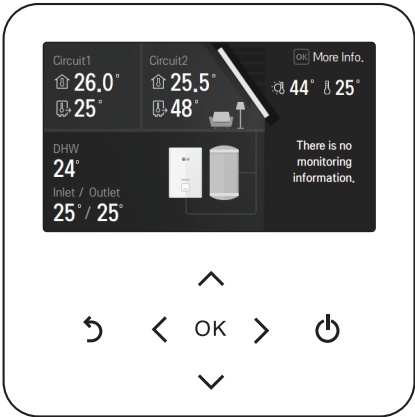 Circuit1
26.0°
25°
Circuit2
25.5°
48°
OK More Info.
44° 25°
There is no
monitoring
information.
DHW
24°
Inlet / Outlet
25° / 25°
OK